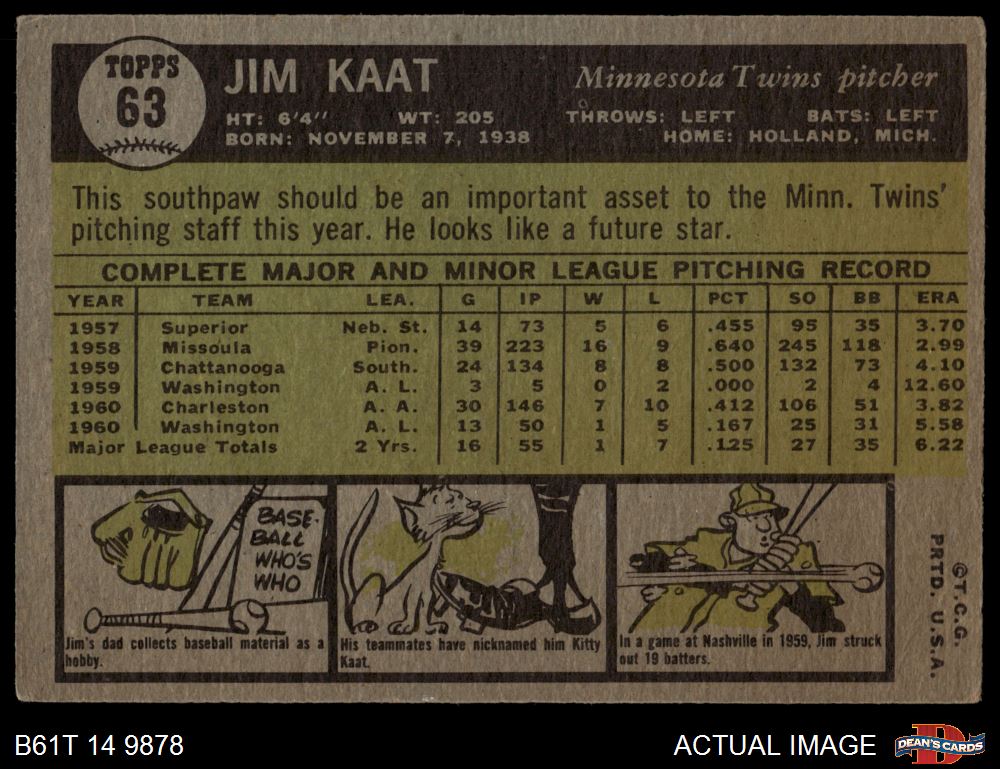 TOPPS
63
JIM KAAT
Minnesota Twins pitcher
HT: 6'4" WT: 205 THROWS: LEFT BATS: LEFT
BORN: NOVEMBER 7, 1938 HOME: HOLLAND, MICH.
This southpaw should be an important asset to the Minn. Twins'
pitching staff this year. He looks like a future star.
COMPLETE MAJOR AND MINOR LEAGUE PITCHING RECORD
YEAR TEAM LEA. G IP W L PCT SO BB ERA
1957 Superior Neb. St. 14 73 5 6 .455 95 35 3.70
1958 Missoula Pion. 39 223 16 9 .640 245 118 2.99
1959 Chattanooga South. 24 134 8 8 .500 132 73 4.10
1959 Washington A. L. 3 5 0 2 .000 2 4 12.60
1960 Charleston A. A. 30 146 7 10 .412 106 51 3.82
1960 Washington A. L. 13 50 1 5 .167 25 31 5.58
Major League Totals 2 Yrs. 16 55 1 7 .125 27 35 6.22
BASE-
BALL
WHO'S
WHO
Jim's dad collects baseball material as a
hobby.
His teammates have nicknamed him Kitty
Kaat.
In a game at Nashville in 1959, Jim struck
out 19 batters.
©T.C.G.
PRTD. U.S.A.
B61T 14 9878
ACTUAL IMAGE
D
DEAN'S CARDS